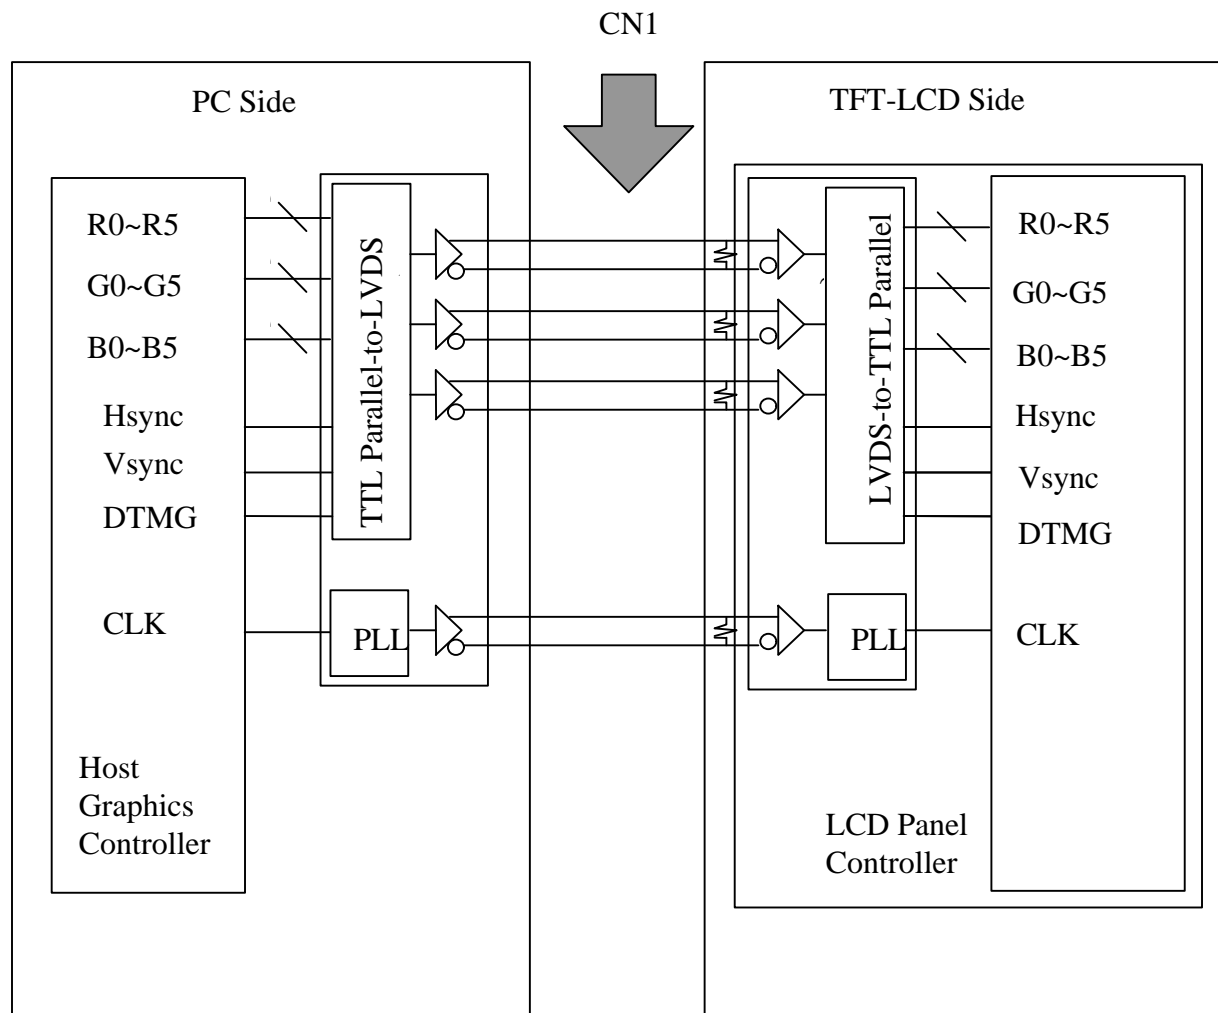 CN1
PC Side
TFT-LCD Side
R0~R5
G0~G5
B0~B5
Hsync
Vsync
DTMG
CLK
Host
Graphics
Controller
TTL Parallel-to-LVDS
PLL
LVDS-to-TTL Parallel
PLL
R0~R5
G0~G5
B0~B5
Hsync
Vsync
DTMG
CLK
LCD Panel
Controller